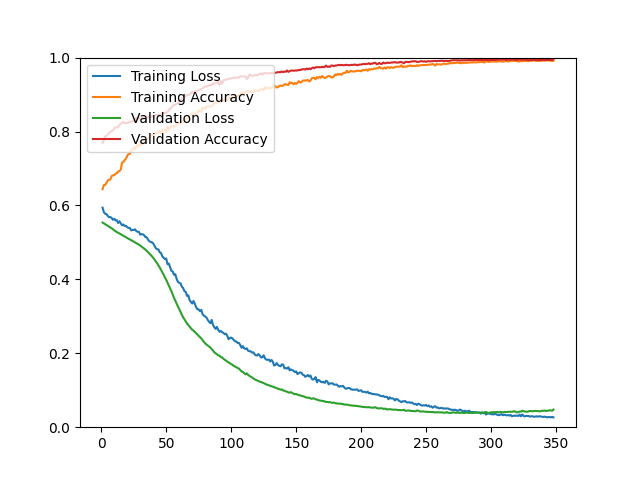 1.0
0.8
0.6
0.4
0.2
0.0
Training Loss
Training Accuracy
Validation Loss
Validation Accuracy
0 50 100 150 200 250 300 350